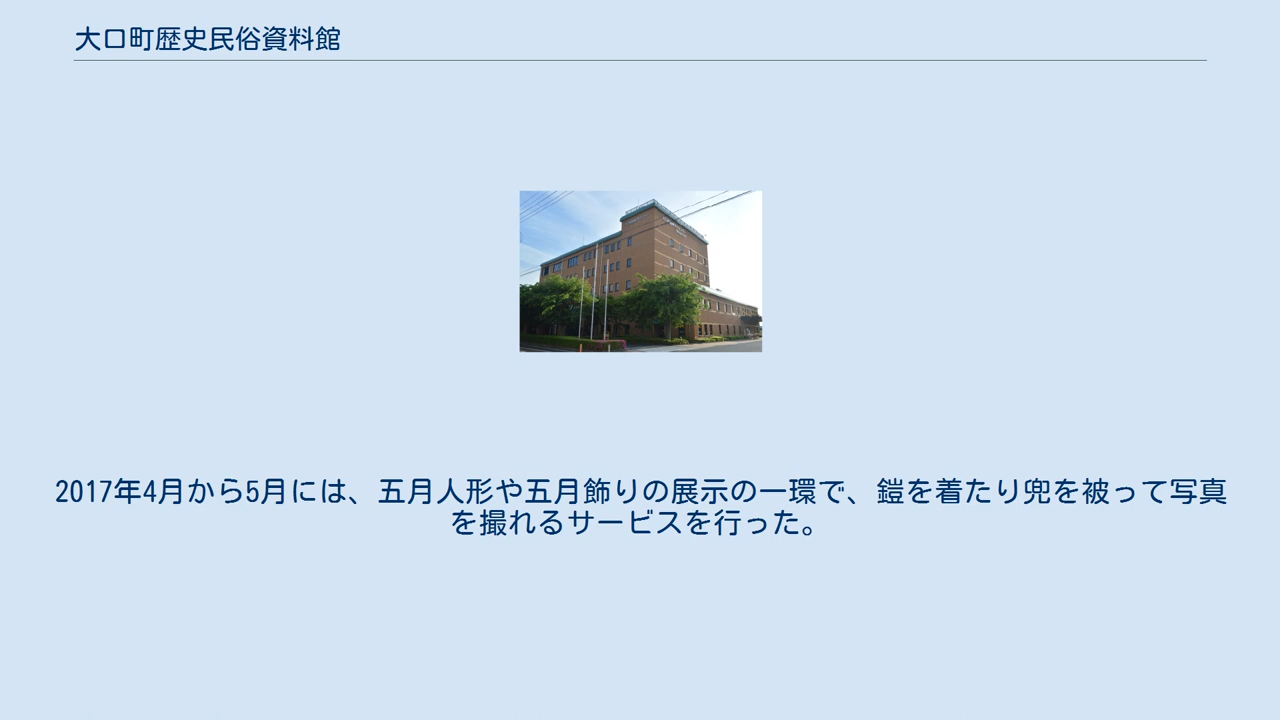 大口町歴史民俗資料館
2017年4月から5月には、五月人形や五月飾りの展示の一環で、鎧を着たり兜を被って写真
を撮れるサービスを行った。